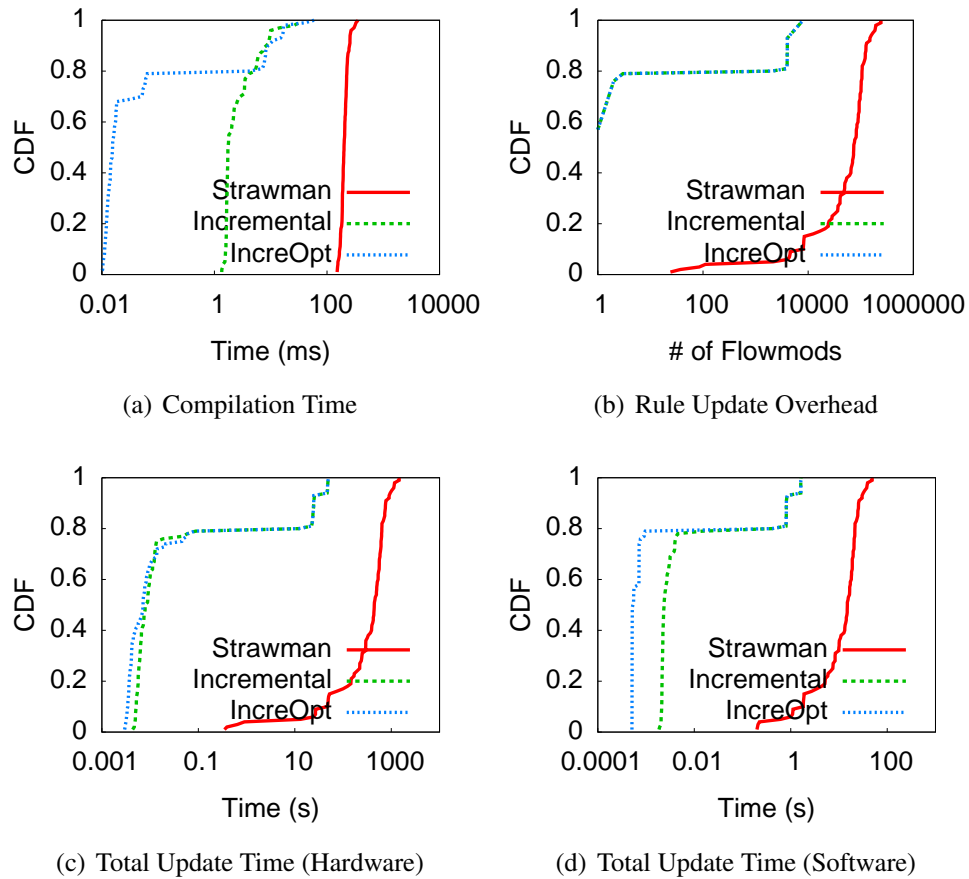 1
0.8
0.6
0.4
0.2
0
CDF
Strawman
Incremental
IncreOpt
0.01
1
100
10000
Time (ms)
(a) Compilation Time
1
0.8
0.6
0.4
0.2
0
CDF
Strawman
Incremental
IncreOpt
1
100
10000
1000000
# of Flowmods
(b) Rule Update Overhead
1
0.8
0.6
0.4
0.2
0
CDF
Strawman
Incremental
IncreOpt
0.001
0.1
10
1000
Time (s)
(c) Total Update Time (Hardware)
1
0.8
0.6
0.4
0.2
0
CDF
Strawman
Incremental
IncreOpt
0.0001
0.01
1
100
Time (s)
(d) Total Update Time (Software)